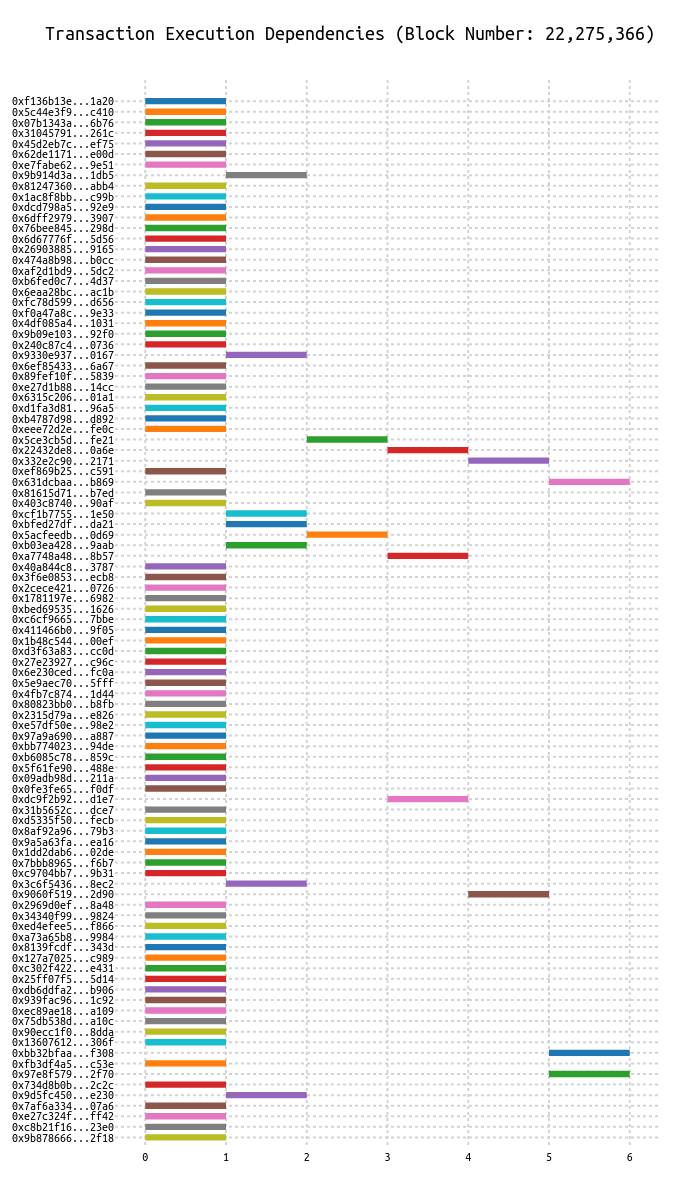 Transaction Execution Dependencies (Block Number: 22,275,366)
0xf136b13e...1a20
0x5c44e3f9...c410
0x07b1343a...6b76
0x31045791...261c
0x45d2eb7c...ef75
0x62de1171...e00d
0xe7fabe62...9e51
0x9b914d3a...1db5
0x81247360...abb4
0x1ac8f8bb...c99b
0xdcd798a5...92e9
0x6dff2979...3907
0x76bee845...298d
0x6d67776f...5d56
0x26903885...9165
0x474a8b98...b0cc
0xaf2d1bd9...5dc2
0xb6fed0c7...4d37
0x6eaa28bc...ac1b
0xfc78d599...d656
0xf0a47a8c...9e33
0x4df085a4...1031
0x9b09e103...92f0
0x240c87c4...0736
0x9330e937...0167
0x6ef85433...6a67
0x89fef10f...5839
0xe27d1b88...14cc
0x6315c206...01a1
0xd1fa3d81...96a5
0xb4787d98...d892
0xeee72d2e...fe0c
0x5ce3cb5d...fe21
0x22432de8...0a6e
0x332e2c90...2171
0xef869b25...c591
0x631dcbaa...b869
0x81615d71...b7ed
0x403c8740...90af
0xcf1b7755...1e50
0xbfed27df...da21
0x5acfeedb...0d69
0xb03ea428...9aab
0xa7748a48...8b57
0x40a844c8...3787
0x3f6e0853...ecb8
0x2cece421...0726
0x1781197e...6982
0xbed69535...1626
0xc6cf9665...7bbe
0x411466b0...9f05
0x1b48c544...00ef
0xd3f63a83...cc0d
0x27e23927...c96c
0x6e230ced...fc0a
0x5e9aec70...5fff
0x4fb7c874...1d44
0x80823bb0...b8fb
0x2315d79a...e826
0xe57df50e...98e2
0x97a9a690...a887
0xbb774023...94de
0xb6085c78...859c
0x5f61fe90...488e
0x09adb98d...211a
0x0fe3fe65...f0df
0xdc9f2b92...d1e7
0x31b5652c...dce7
0xd5335f50...fecb
0x8af92a96...79b3
0x9a5a63fa...ea16
0x1dd2dab6...02de
0x7bbb8965...f6b7
0xc9704bb7...9b31
0x3c6f5436...8ec2
0x9060f519...2d90
0x2969d0ef...8a48
0x34340f99...9824
0xed4efee5...f866
0xa73a65b8...9984
0x8139fcdf...343d
0x127a7025...c989
0xc302f422...e431
0x25ff07f5...5d14
0xdb6ddfa2...b906
0x939fac96...1c92
0xec89ae18...a109
0x75db538d...a10c
0x90ecc1f0...8dda
0x13607612...306f
0xbb32bfaa...f308
0xfb3df4a5...c53e
0x97e8f579...2f70
0x734d8b0b...2c2c
0x9d5fc450...e230
0x7af6a334...07a6
0xe27c324f...ff42
0xc8b21f16...23e0
0x9b878666...2f18
0 1 2 3 4 5 6